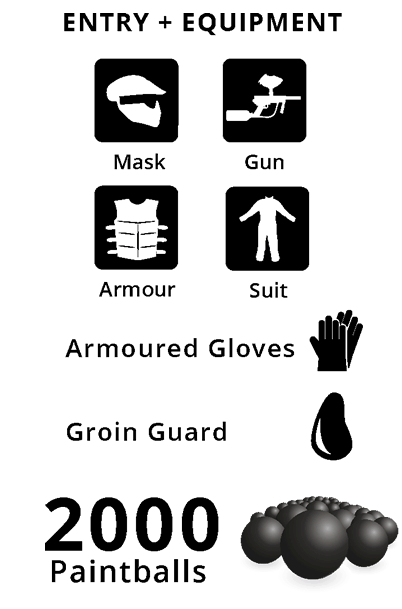 ENTRY + EQUIPMENT
Mask
Gun
Armour
Suit
Armoured Gloves
Groin Guard
2000
Paintballs